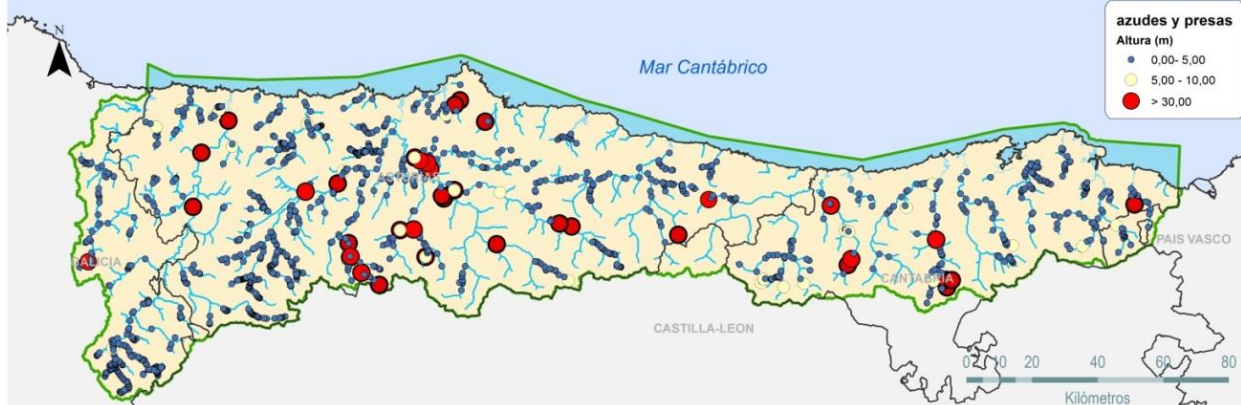 N
azudes y presas
Altura (m)
0,00- 5,00
5,00 - 10,00
> 30,00
Mar Cantábrico
ASTURIAS
PAIS VASCO
GALICIA
CANTABRIA
CASTILLA-LEON
0 10 20 40 60 80
Kilómetros